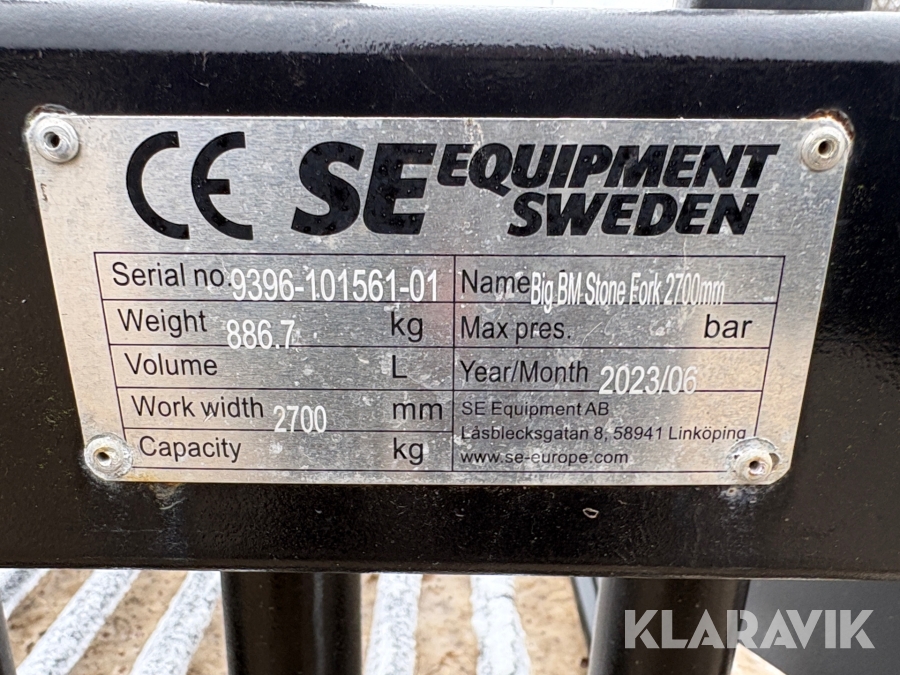 CE SE EQUIPMENT
SWEDEN
Serial no. 9396-101561-01 Name Big BM Stone Fork 2700mm
Weight 886.7 kg Max pres. bar
Volume L Year/Month 2023/06
Work width 2700 mm SE Equipment AB
Låsblecksgatan 8, 58941 Linköping
Capacity kg www.se-europe.com
KLARAVIK